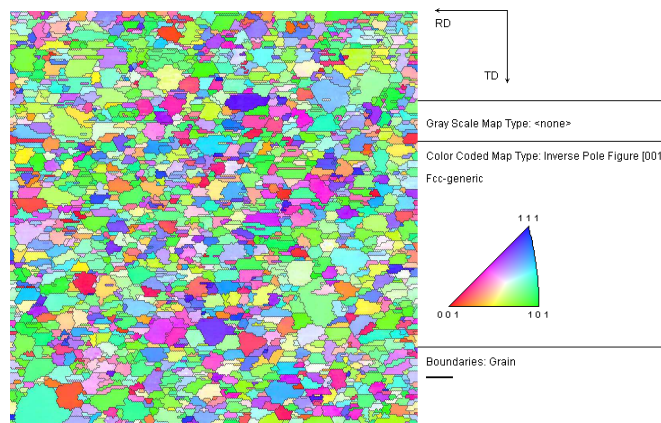 RD
TD
Gray Scale Map Type: <none>
Color Coded Map Type: Inverse Pole Figure [001
Fcc-generic
1 1 1
0 0 1
1 0 1
Boundaries: Grain